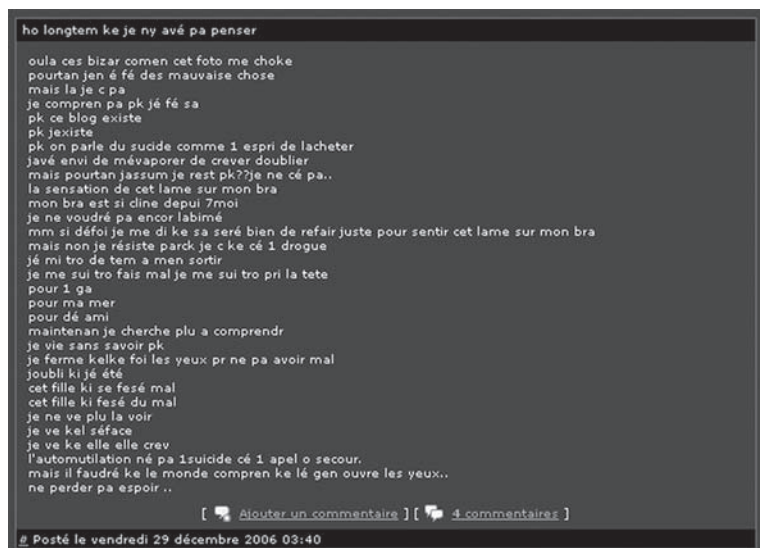 ho longtem ke je ny avé pa penser
oula ces bizar comen cet foto me choke
pourtan jen é fé des mauvaise chose
mais la je c pa
je compren pa pk jé fé sa
pk ce blog existe
pk jexiste
pk on parle du sucide comme 1 espri de lacheter
javé envi de mévaporer de crever doublier
mais pourtan jassum je rest pk??je ne cé pa..
la sensation de cet lame sur mon bra
mon bra est si cline depui 7moi
je ne voudré pa encor labimé
mm si défoi je me di ke sa seré bien de refair juste pour sentir cet lame sur mon bra
mais non je résiste parck je c ke cé 1 drogue
jé mi tro de tem a men sortir
je me sui tro fais mal je me sui tro pri la tete
pour 1 ga
pour ma mer
pour dé ami
maintenan je cherche plu a comprendr
je vie sans savoir pk
je ferme kelke foi les yeux pr ne pa avoir mal
joubli ki jé été
cet fille ki se fesé mal
cet fille ki fesé du mal
je ne ve plu la voir
je ve kel séface
je ve ke elle elle crev
l'automutilation né pa 1suicide cé 1 apel o secour.
mais il faudré ke le monde compren ke lé gen ouvre les yeux..
ne perder pa espoir ..
[ Ajouter un commentaire ] [ 4 commentaires ]
# Posté le vendredi 29 décembre 2006 03:40